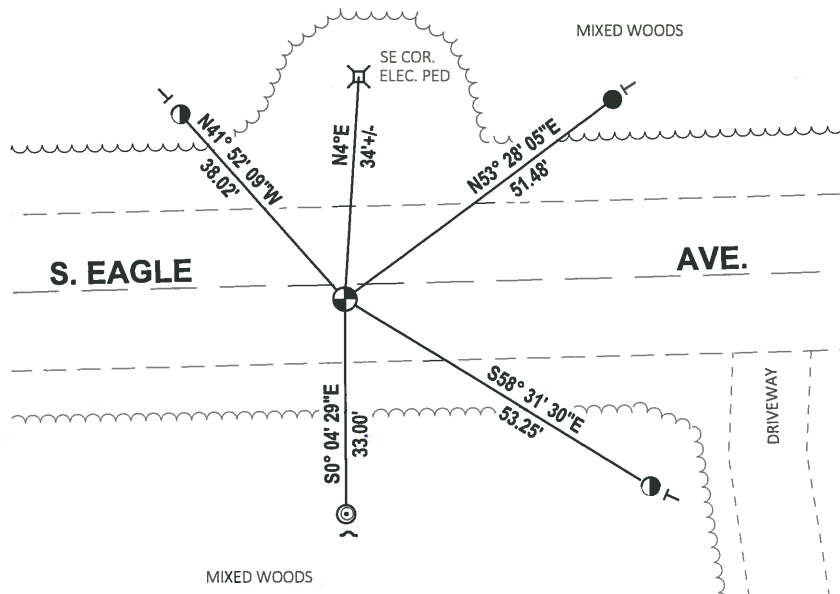 MIXED WOODS
SE COR.
ELEC. PED
N41° 52' 09"W
38.02'
N4°E
34'+/-
N53° 28' 05"E
51.48'
S. EAGLE AVE.
S0° 04' 29"E
33.00'
S58° 31' 30"E
53.25'
DRIVEWAY
MIXED WOODS